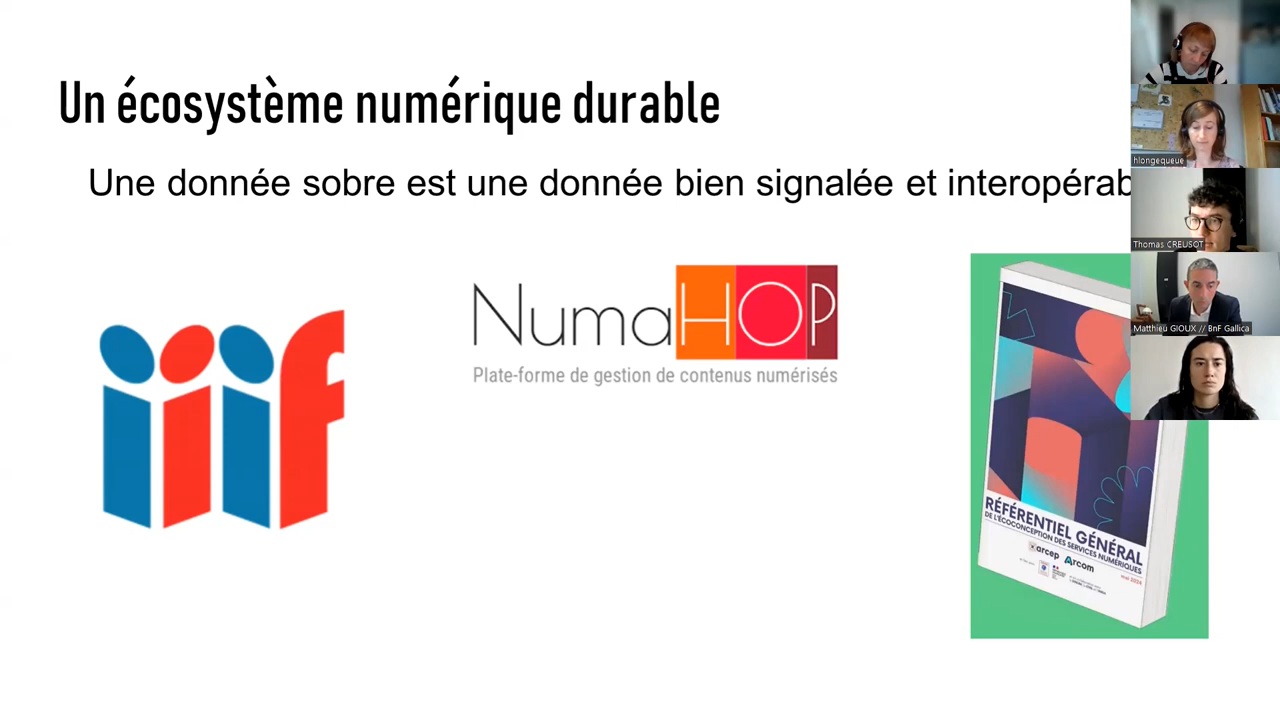 Un écosystème numérique durable
Une donnée sobre est une donnée bien signalée et interopérab
iiif
NumaHOP
Plate-forme de gestion de contenus numérisés
RÉFÉRENTIEL GÉNÉRAL
DE L'ÉCOCONCEPTION DES SERVICES NUMÉRIQUES
arcep Arcom
mai 2024
hlongequeue
Thomas CREUSOT
Matthieu GIOUX // BnF Gallica